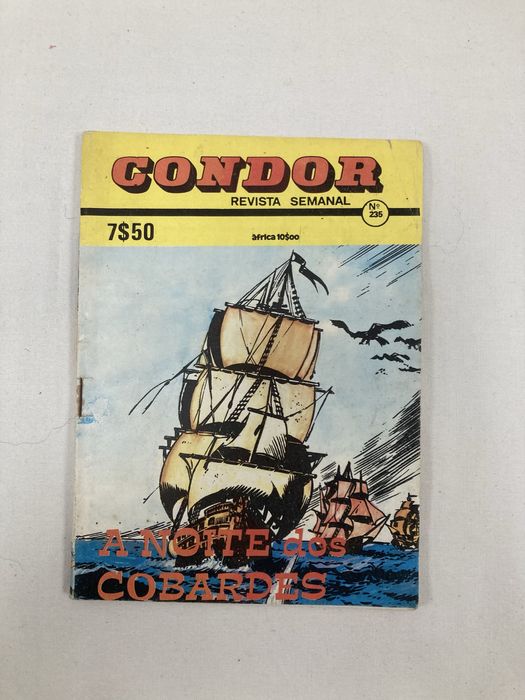 CONDOR
REVISTA SEMANAL
Nº
235
7$50
áfrica 10$00
A NOITE dos
COBARDES